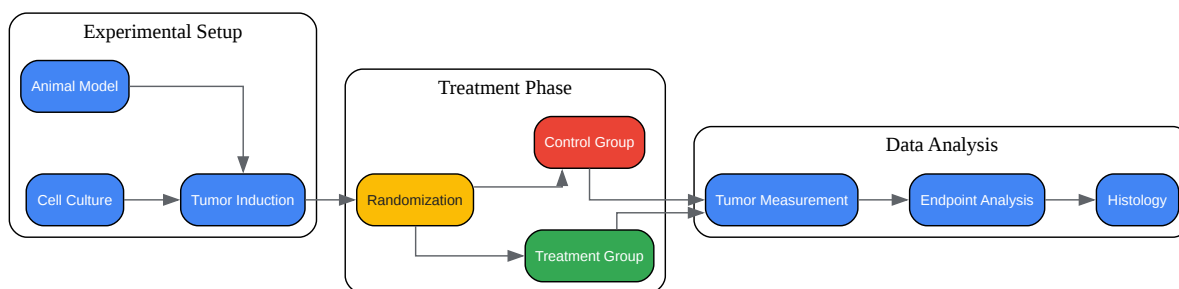 Experimental Setup
Animal Model
Cell Culture
Tumor Induction
Treatment Phase
Randomization
Control Group
Treatment Group
Data Analysis
Tumor Measurement
Endpoint Analysis
Histology